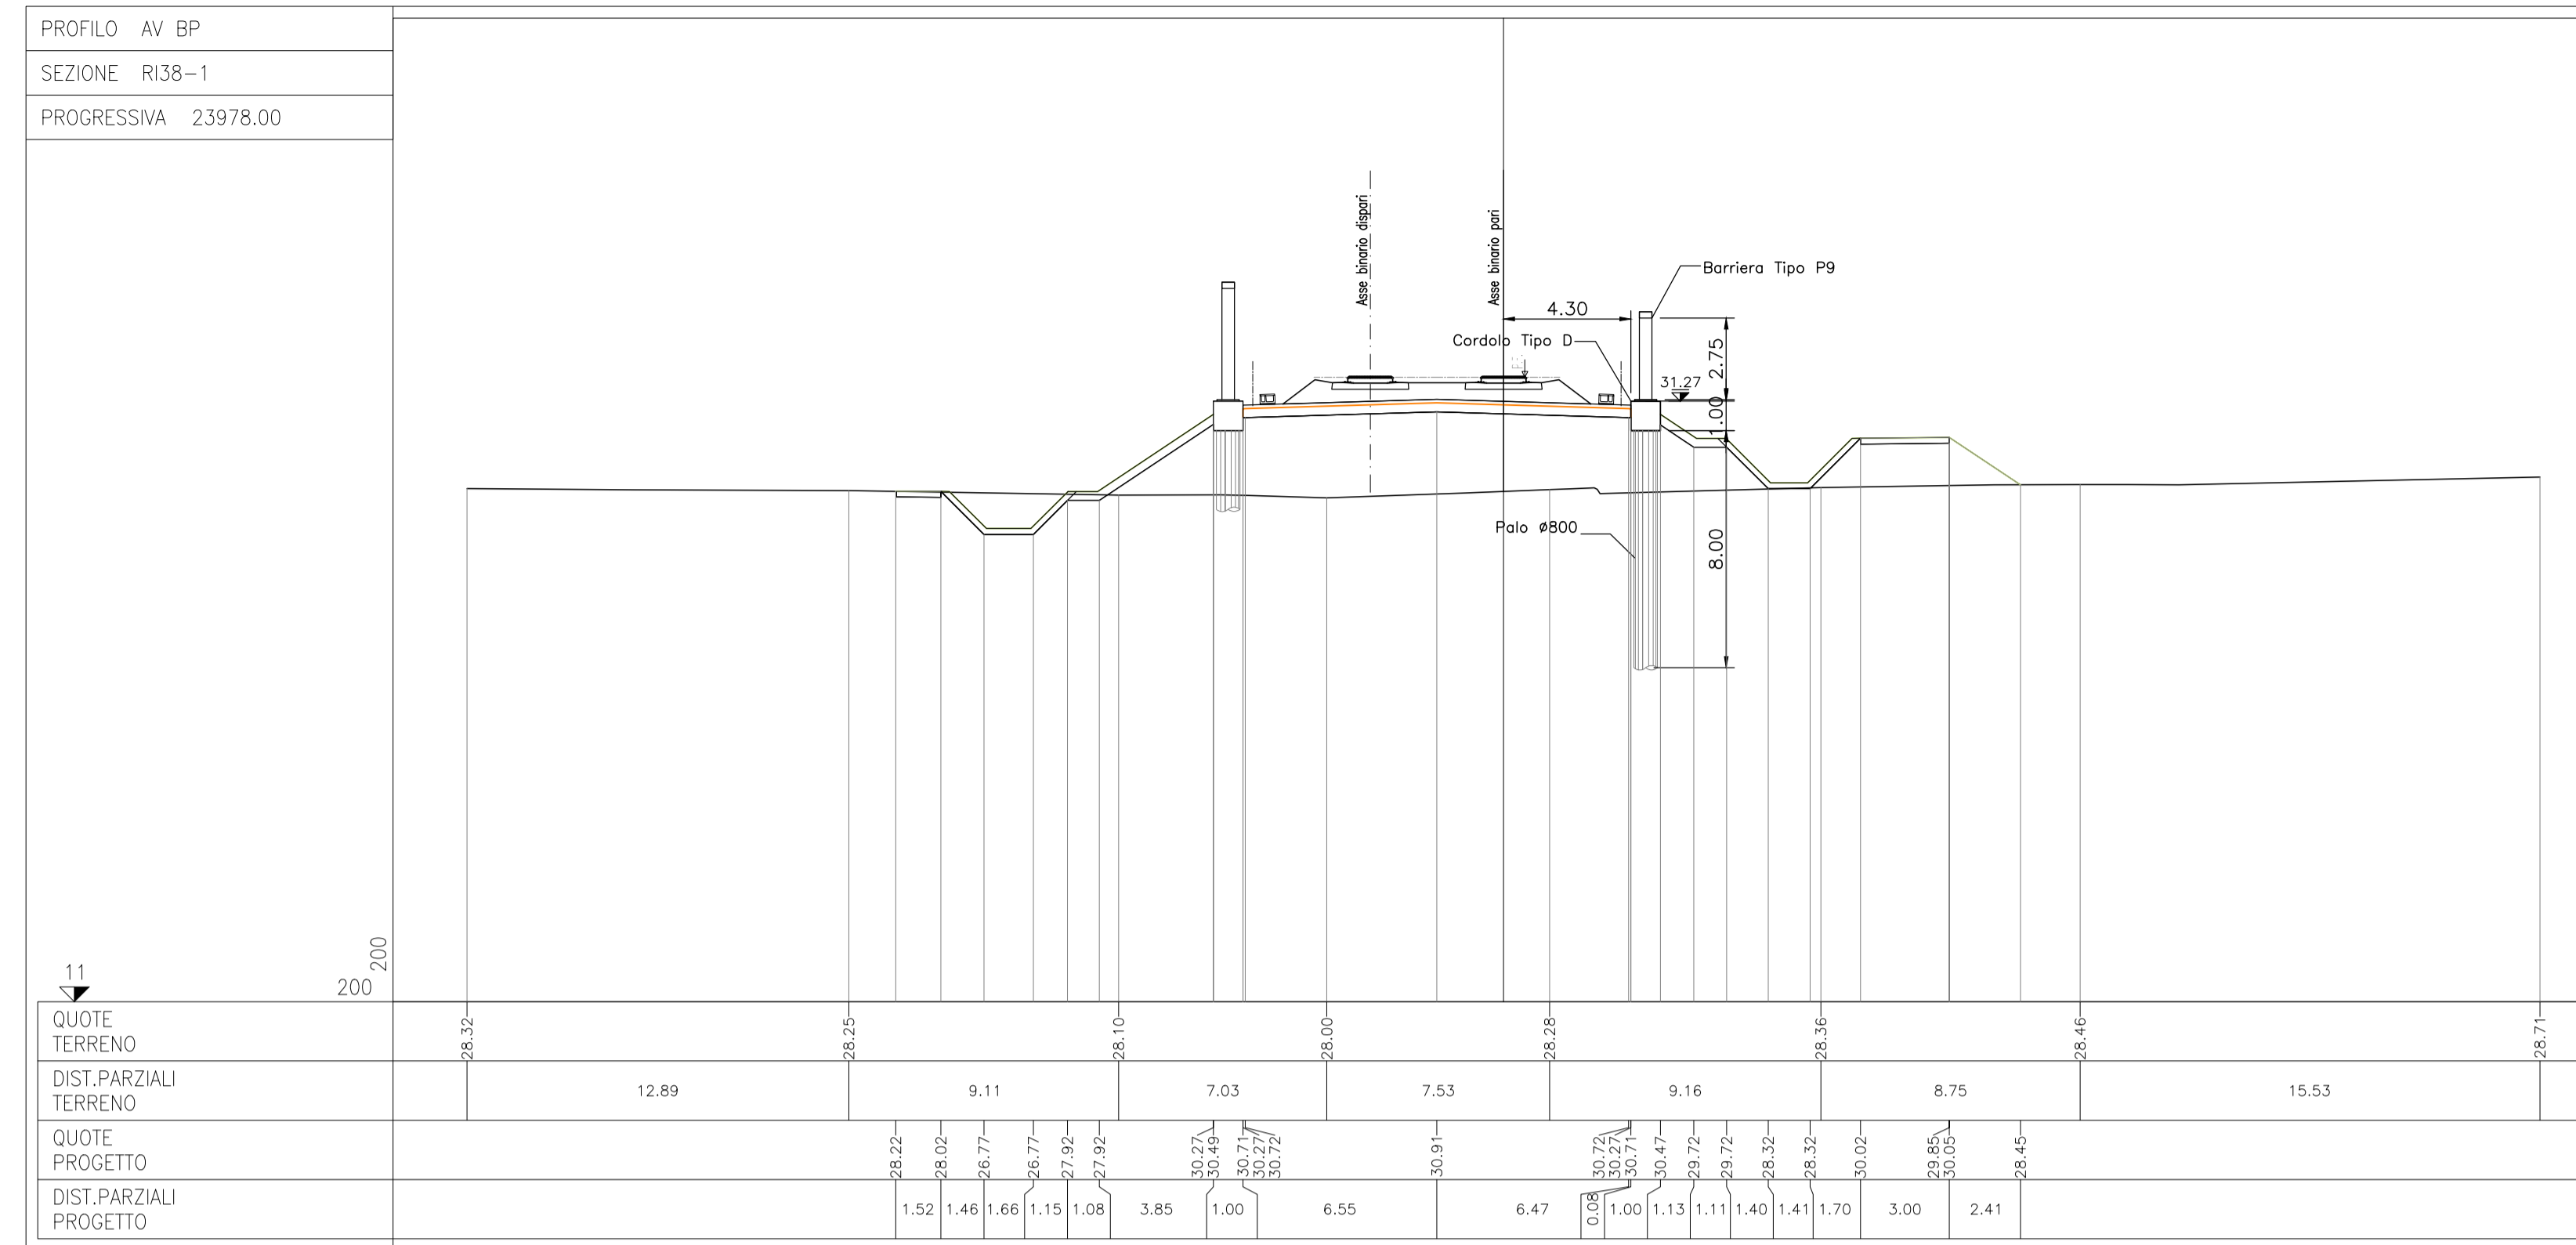 PROFILO AV BP
SEZIONE RI38-1
PROGRESSIVA 23978.00
Asse binario dispari
Asse binario pari
Barriera Tipo P9
4.30
Cordolo Tipo D
2.75
31.27
1.00
Palo ø800
8.00
11
200
200
QUOTE
TERRENO
28.32 28.25 28.10 28.00 28.28 28.36 28.46 28.71
DIST.PARZIALI
TERRENO
12.89 9.11 7.03 7.53 9.16 8.75 15.53
QUOTE
PROGETTO
28.22 28.02 26.77 26.77 27.92 27.92 30.27 30.49 30.71 30.27 30.72 30.91 30.72 30.27 30.71 30.47 29.72 29.72 28.32 28.32 30.02 29.85 30.05 28.45
DIST.PARZIALI
PROGETTO
1.52 1.46 1.66 1.15 1.08 3.85 1.00 6.55 6.47 0.08 1.00 1.13 1.11 1.40 1.41 1.70 3.00 2.41